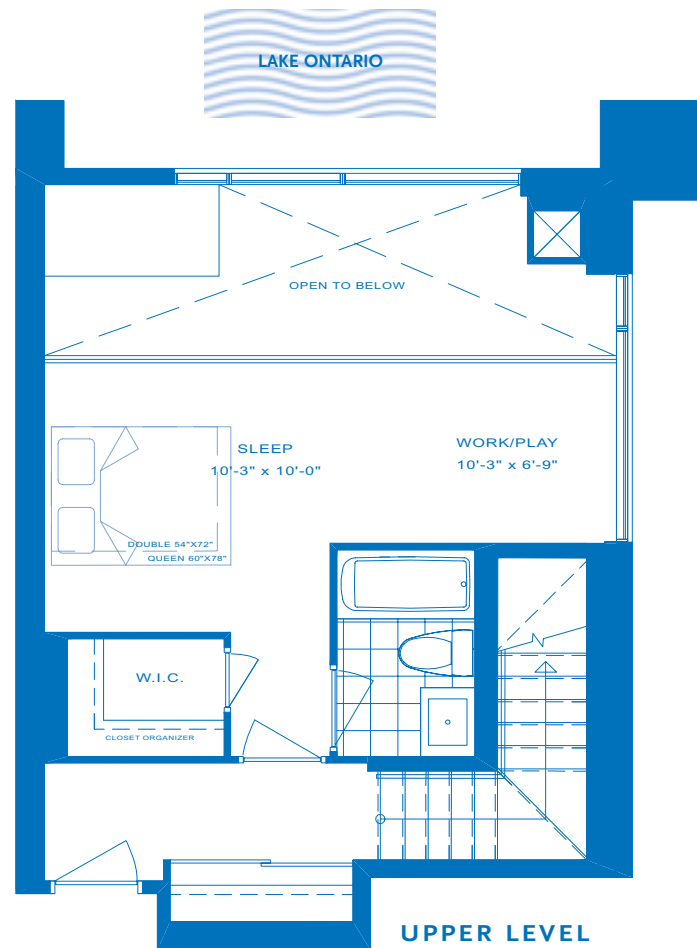 LAKE ONTARIO
OPEN TO BELOW
SLEEP
10'-3" x 10'-0"
WORK/PLAY
10'-3" x 6'-9"
DOUBLE 54"X72"
QUEEN 60"X78"
W.I.C.
CLOSET ORGANIZER
UPPER LEVEL